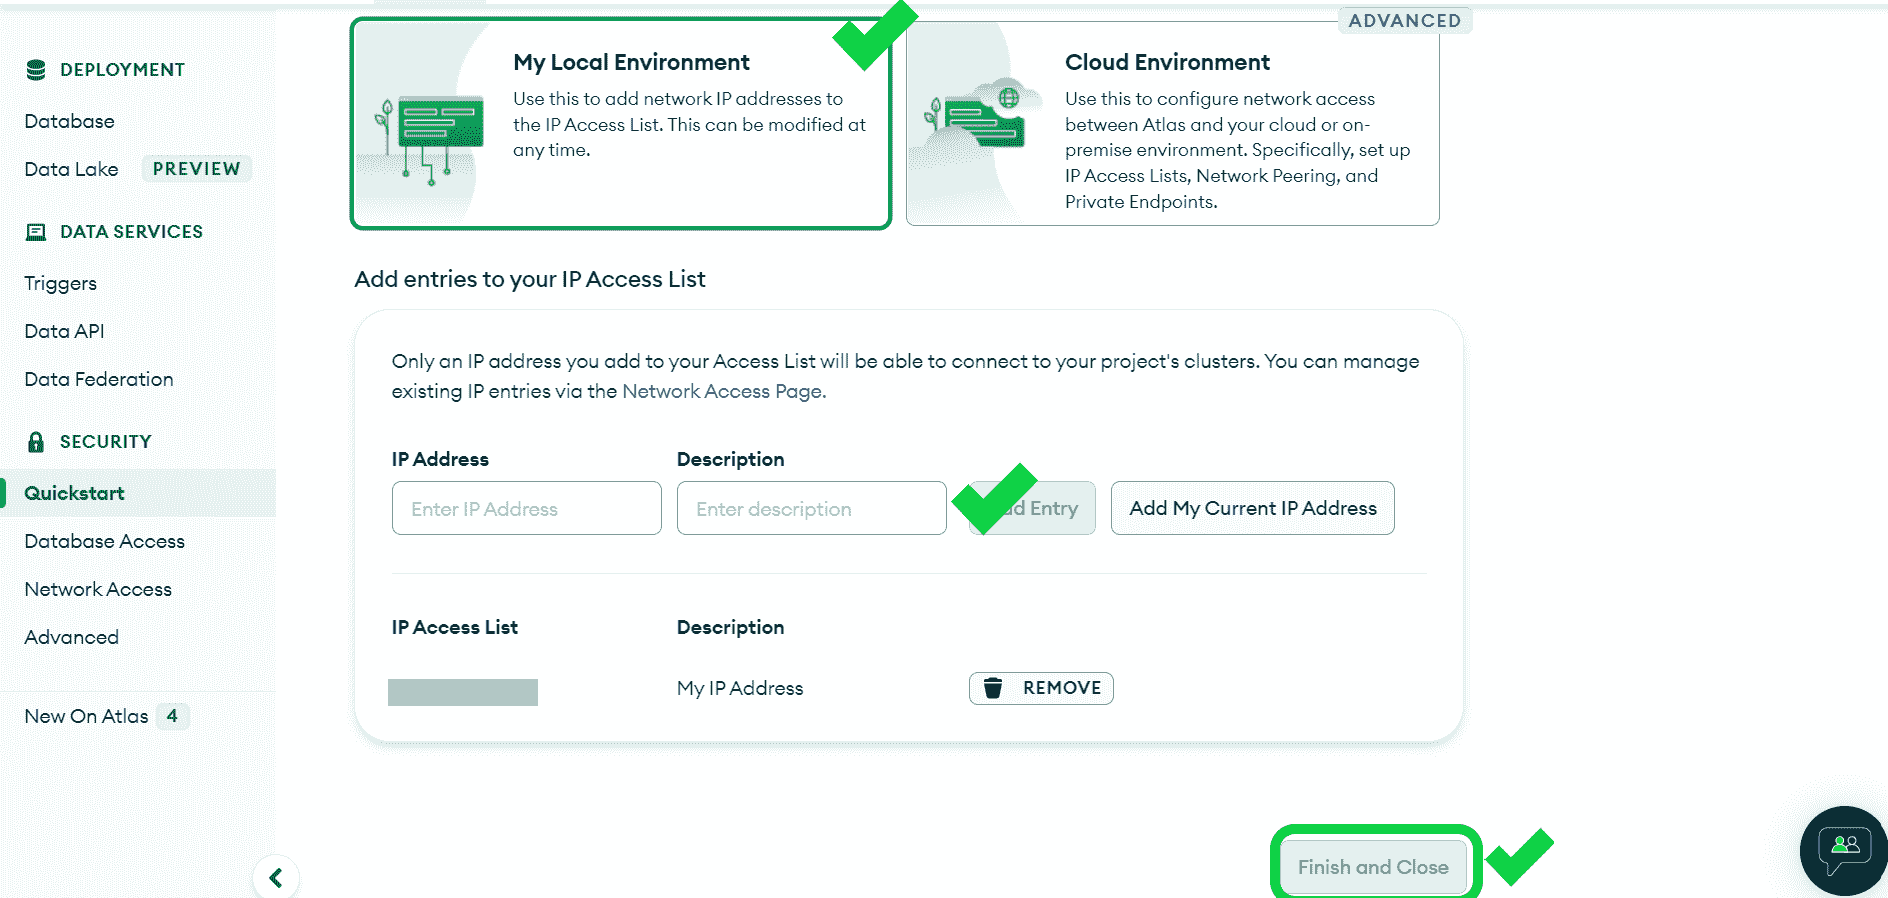 DEPLOYMENT
Database
Data Lake PREVIEW
DATA SERVICES
Triggers
Data API
Data Federation
SECURITY
Quickstart
Database Access
Network Access
Advanced
New On Atlas 4
My Local Environment
Use this to add network IP addresses to
the IP Access List. This can be modified at
any time.
ADVANCED
Cloud Environment
Use this to configure network access
between Atlas and your cloud or on-
premise environment. Specifically, set up
IP Access Lists, Network Peering, and
Private Endpoints.
Add entries to your IP Access List
Only an IP address you add to your Access List will be able to connect to your project's clusters. You can manage
existing IP entries via the Network Access Page.
IP Address Description
Enter IP Address Enter description Entry Add My Current IP Address
IP Access List Description
My IP Address REMOVE
Finish and Close